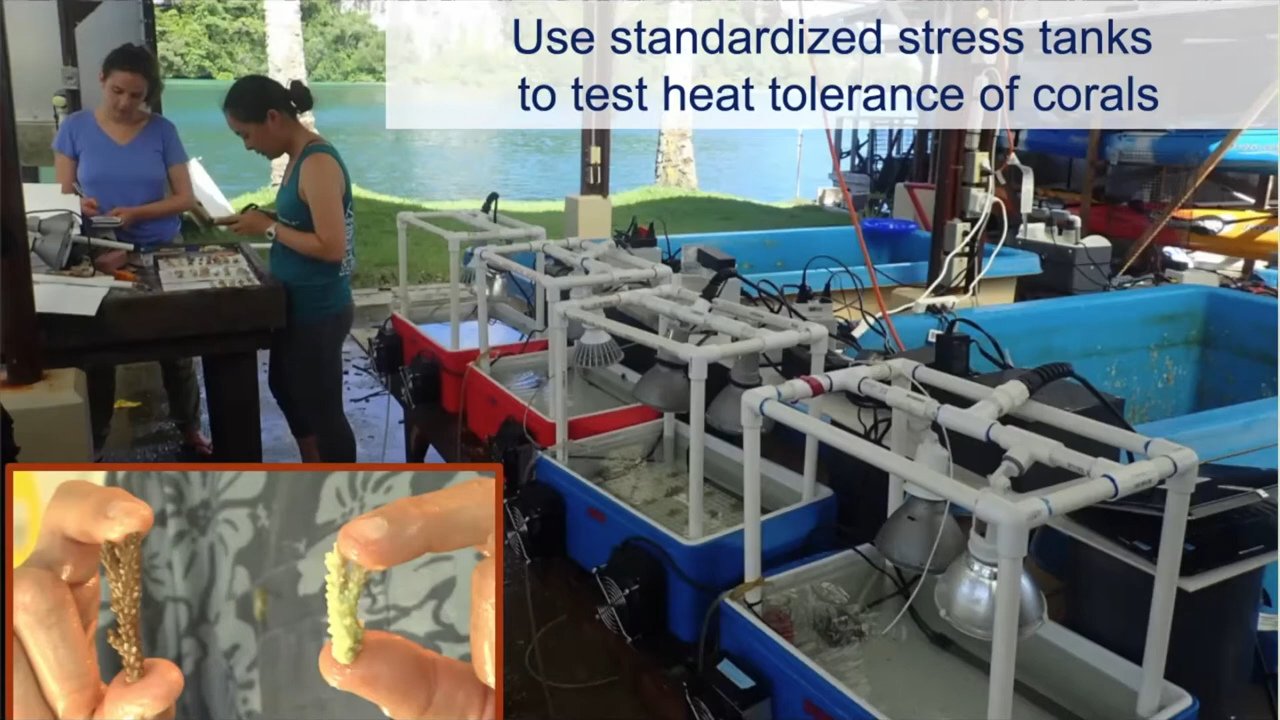 Use standardized stress tanks
to test heat tolerance of corals